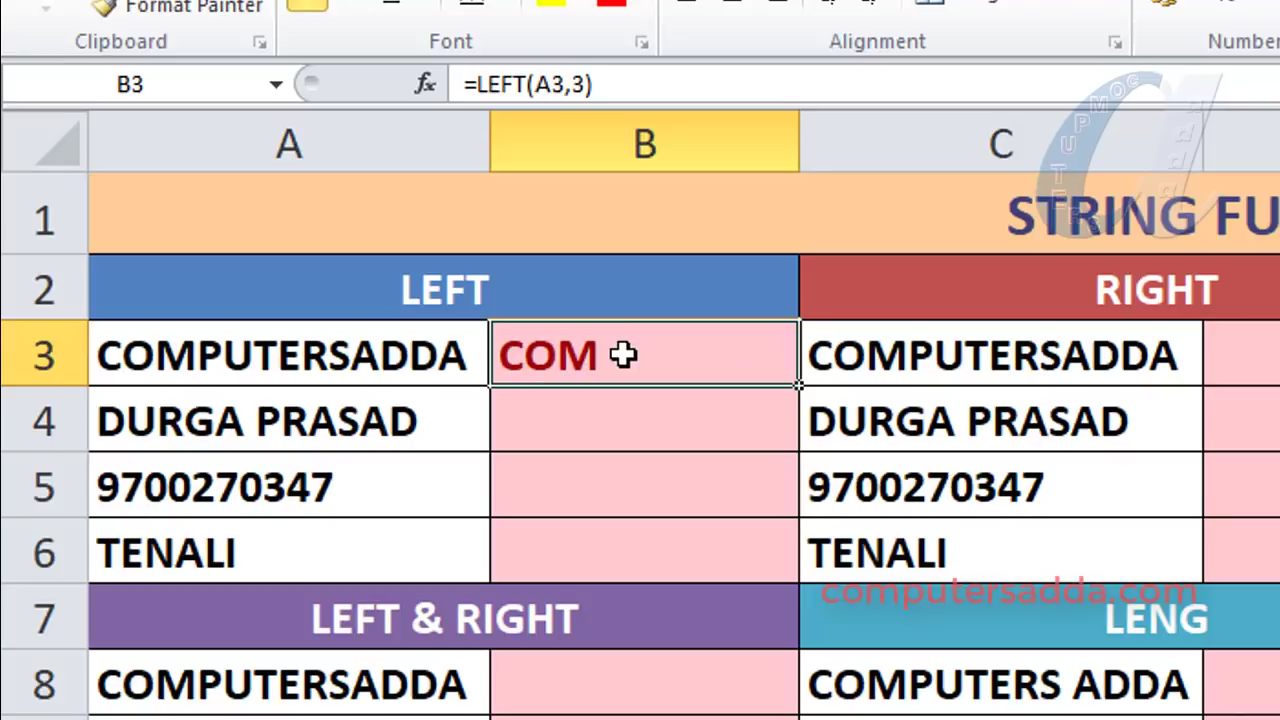 Format Painter
Clipboard Font Alignment Number
B3 fx =LEFT(A3,3)
A B C
1 STRING FU
2 LEFT RIGHT
3 COMPUTERSADDA COM COMPUTERSADDA
4 DURGA PRASAD DURGA PRASAD
5 9700270347 9700270347
6 TENALI TENALI
computersadda.com
7 LEFT & RIGHT LENG
8 COMPUTERSADDA COMPUTERS ADDA